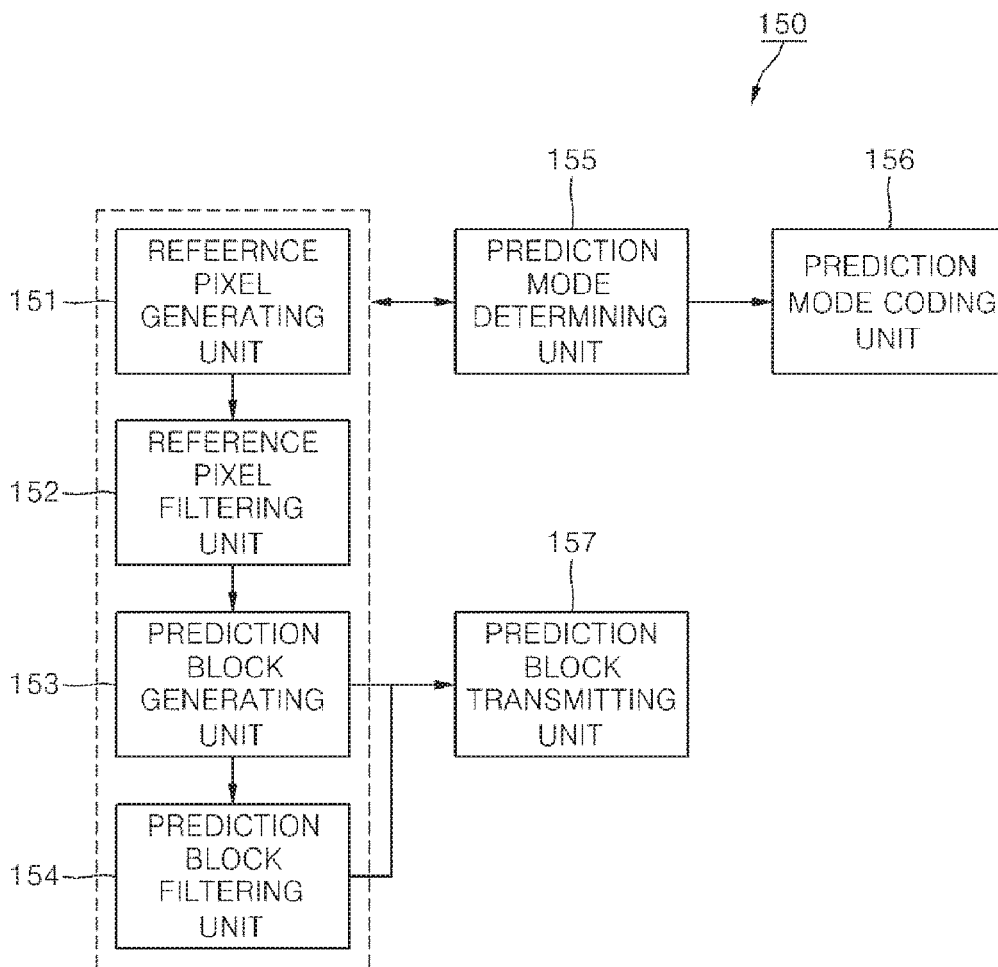 150
155
156
REFEERNCE
PIXEL
GENERATING
UNIT
151
PREDICTION
MODE
DETERMINING
UNIT
PREDICTION
MODE CODING
UNIT
REFERENCE
PIXEL
FILTERING
UNIT
152
157
PREDICTION
BLOCK
GENERATING
UNIT
153
PREDICTION
BLOCK
TRANSMITTING
UNIT
PREDICTION
BLOCK
FILTERING
UNIT
154